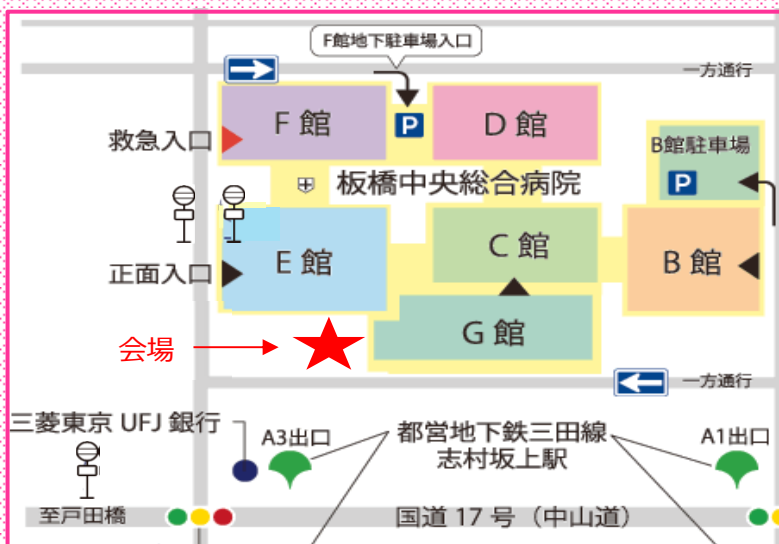 F館地下駐車場入口
一方通行
F 館
P
D 館
救急入口
B館駐車場
P
板橋中央総合病院
E 館
C 館
B 館
正面入口
G 館
会場
一方通行
三菱東京 UFJ 銀行
A3出口
都営地下鉄三田線
志村坂上駅
A1出口
至戸田橋
国道 17 号（中山道）